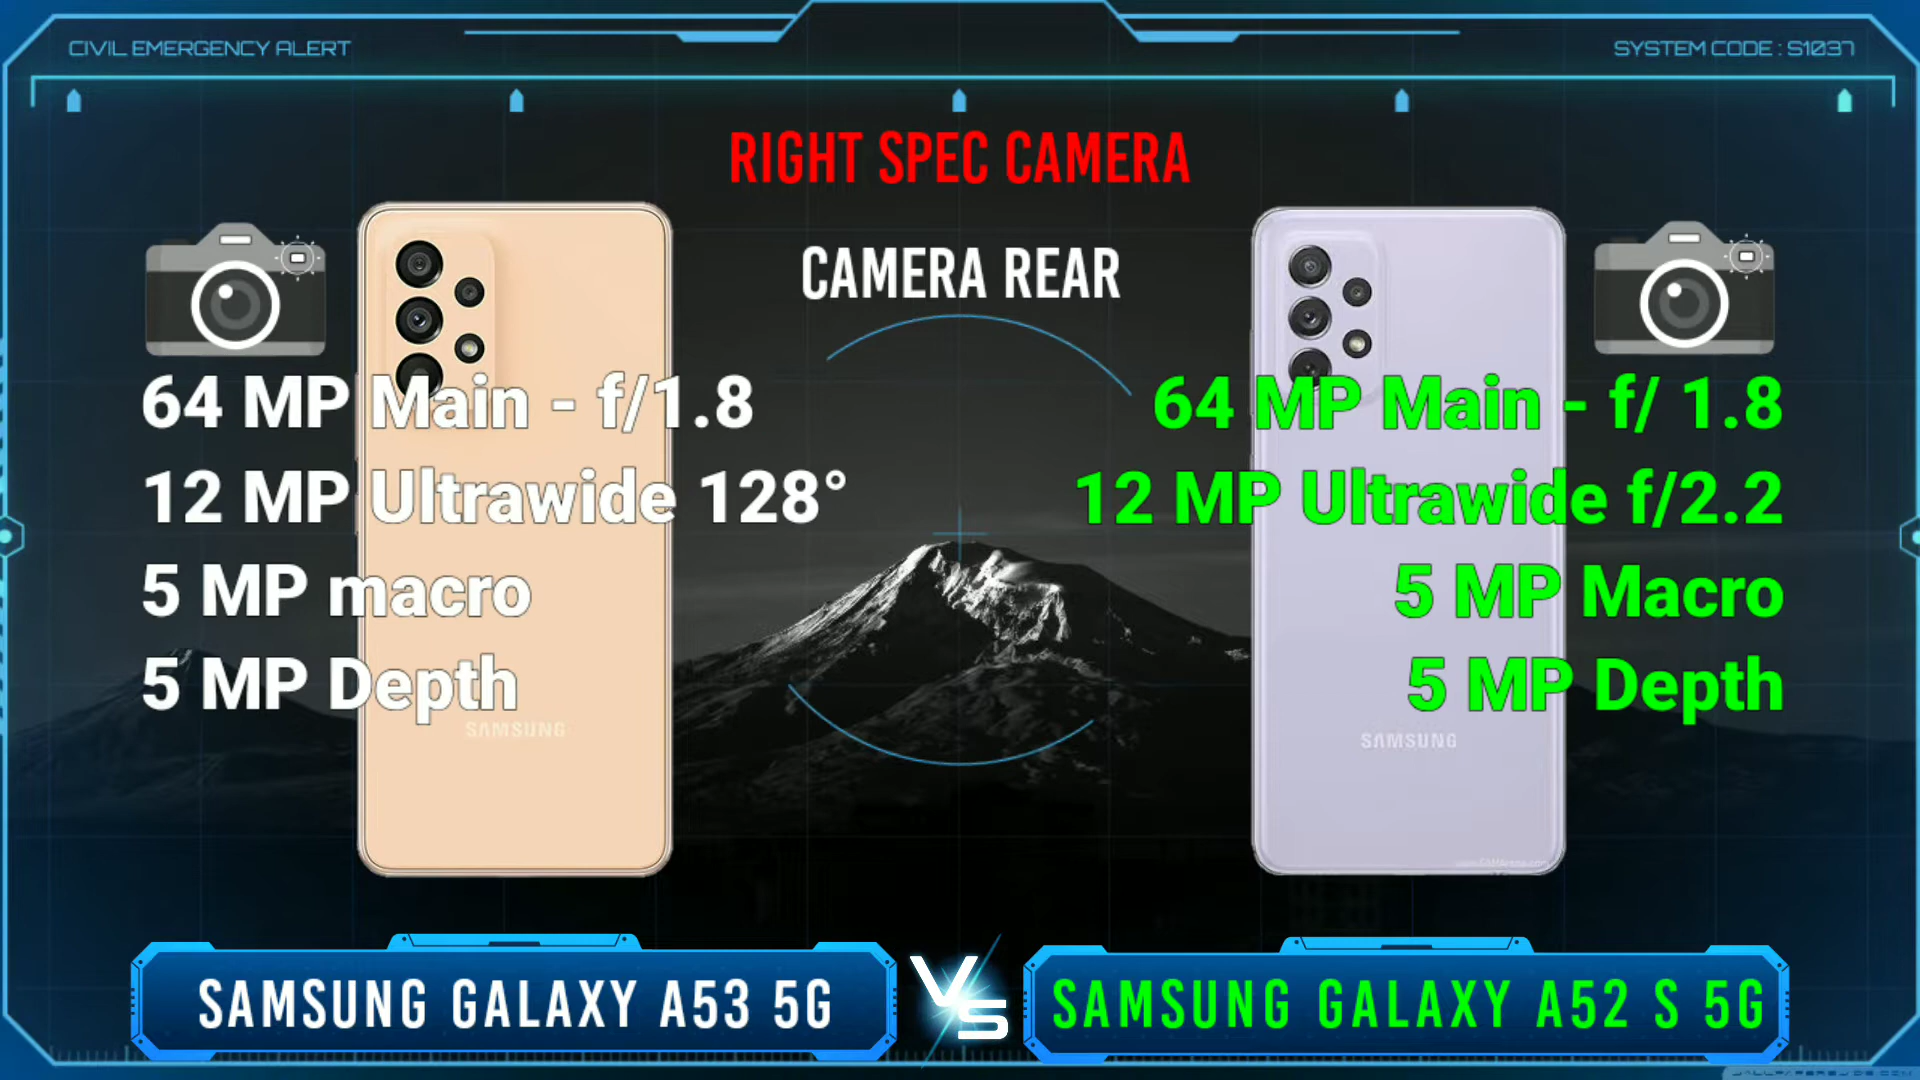 CIVIL EMERGENCY ALERT
SYSTEM CODE : S1037
RIGHT SPEC CAMERA
CAMERA REAR
64 MP Main - f/1.8
12 MP Ultrawide 128°
5 MP macro
5 MP Depth
SAMSUNG
64 MP Main - f/ 1.8
12 MP Ultrawide f/2.2
5 MP Macro
5 MP Depth
SAMSUNG
SAMSUNG GALAXY A53 5G
VS
SAMSUNG GALAXY A52 S 5G